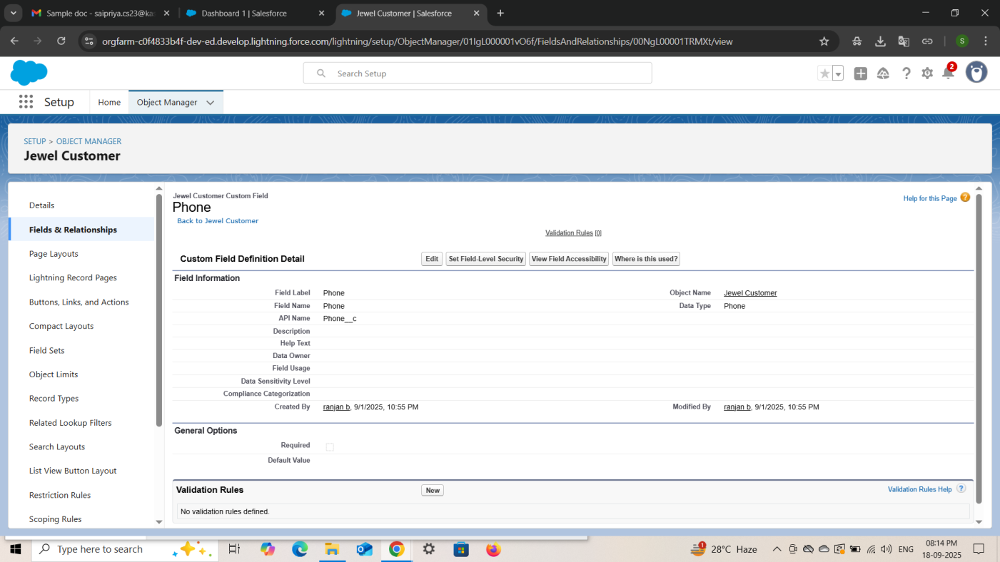 Sample doc - saipriya.cs23@ka
Dashboard 1 | Salesforce
Jewel Customer | Salesforce
orgfarm-c0f4833b4f-dev-ed.develop.lightning.force.com/lightning/setup/ObjectManager/01IgL000001vO6f/FieldsAndRelationships/00NgL00001TRMXt/view
S
Search Setup
2
Setup
Home
Object Manager
SETUP > OBJECT MANAGER
Jewel Customer
Details
Fields & Relationships
Page Layouts
Lightning Record Pages
Buttons, Links, and Actions
Compact Layouts
Field Sets
Object Limits
Record Types
Related Lookup Filters
Search Layouts
List View Button Layout
Restriction Rules
Scoping Rules
Jewel Customer Custom Field
Phone
Back to Jewel Customer
Help for this Page ?
Validation Rules [0]
Custom Field Definition Detail
Edit
Set Field-Level Security
View Field Accessibility
Where is this used?
Field Information
Field Label Phone Object Name Jewel Customer
Field Name Phone Data Type Phone
API Name Phone__c
Description
Help Text
Data Owner
Field Usage
Data Sensitivity Level
Compliance Categorization
Created By ranjan b, 9/1/2025, 10:55 PM Modified By ranjan b, 9/1/2025, 10:55 PM
General Options
Required
Default Value
Validation Rules
New
Validation Rules Help ?
No validation rules defined.
Type here to search
1
28°C Haze
ENG
08:14 PM
18-09-2025